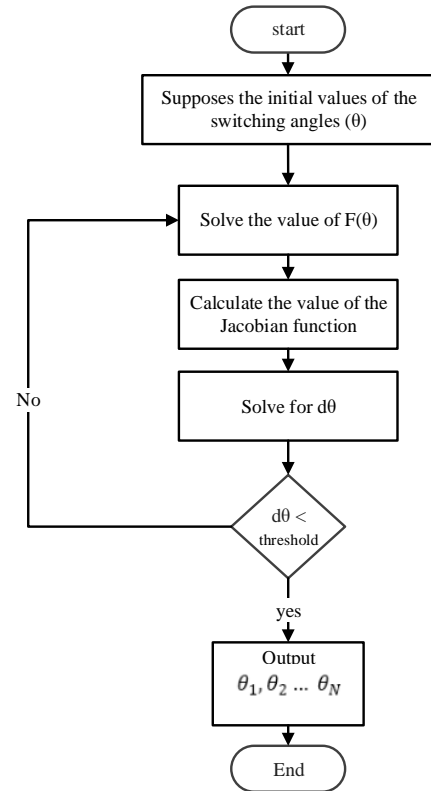 start
Supposes the initial values of the
switching angles (θ)
Solve the value of F(θ)
Calculate the value of the
Jacobian function
Solve for dθ
No
dθ <
threshold
yes
Output
θ₁, θ₂ ... θ_N
End